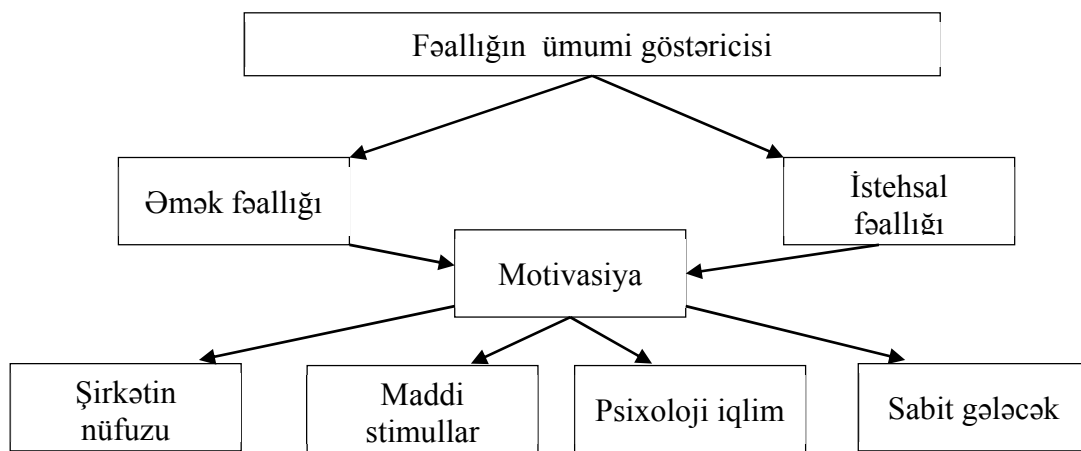 Fəallığın ümumi göstəricisi
Əmək fəallığı
İstehsal
fəallığı
Motivasiya
Şirkətin
nüfuzu
Maddi
stimullar
Psixoloji iqlim
Sabit gələcək